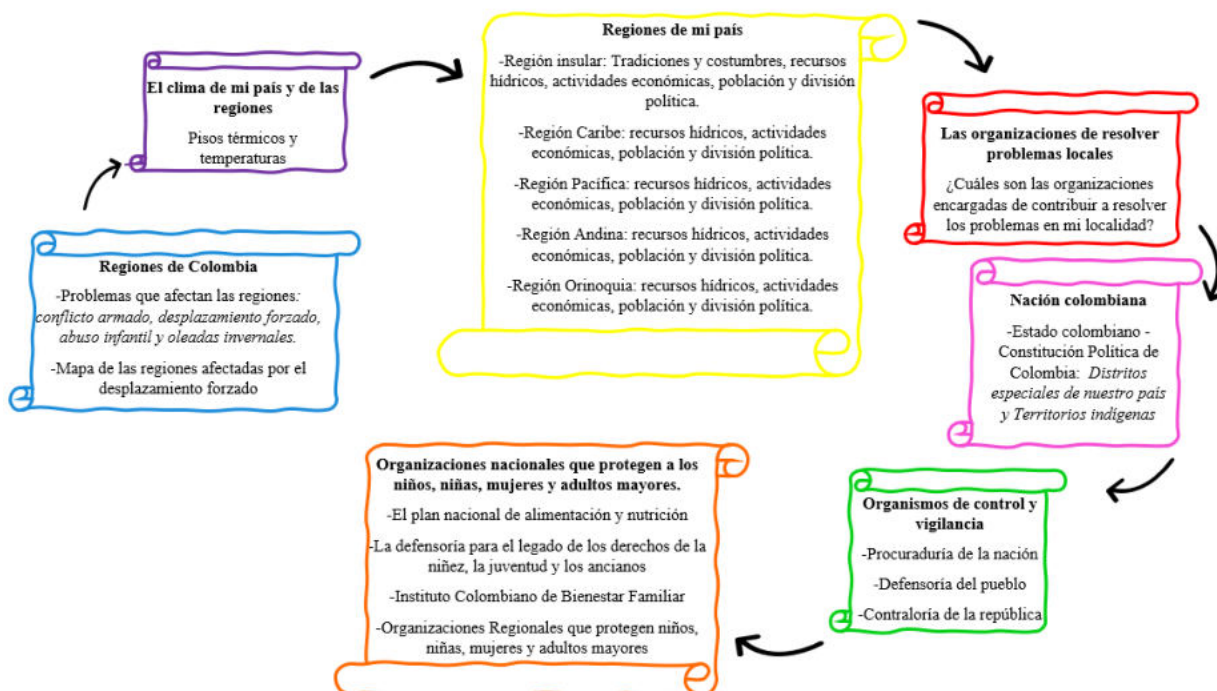 Regiones de Colombia
-Problemas que afectan las regiones:
conflicto armado, desplazamiento forzado,
abuso infantil y oleadas invernales.
-Mapa de las regiones afectadas por el
desplazamiento forzado
El clima de mi país y de las
regiones
Pisos térmicos y
temperaturas
Regiones de mi país
-Región insular: Tradiciones y costumbres, recursos
hídricos, actividades económicas, población y división
política.
-Región Caribe: recursos hídricos, actividades
económicas, población y división política.
-Región Pacífica: recursos hídricos, actividades
económicas, población y división política.
-Región Andina: recursos hídricos, actividades
económicas, población y división política.
-Región Orinoquia: recursos hídricos, actividades
económicas, población y división política.
Las organizaciones de resolver
problemas locales
¿Cuáles son las organizaciones
encargadas de contribuir a resolver
los problemas en mi localidad?
Nación colombiana
-Estado colombiano -
Constitución Política de
Colombia: Distritos
especiales de nuestro país
y Territorios indígenas
Organismos de control y
vigilancia
-Procuraduría de la nación
-Defensoría del pueblo
-Contraloría de la república
Organizaciones nacionales que protegen a los
niños, niñas, mujeres y adultos mayores.
-El plan nacional de alimentación y nutrición
-La defensoría para el legado de los derechos de la
niñez, la juventud y los ancianos
-Instituto Colombiano de Bienestar Familiar
-Organizaciones Regionales que protegen niños,
niñas, mujeres y adultos mayores